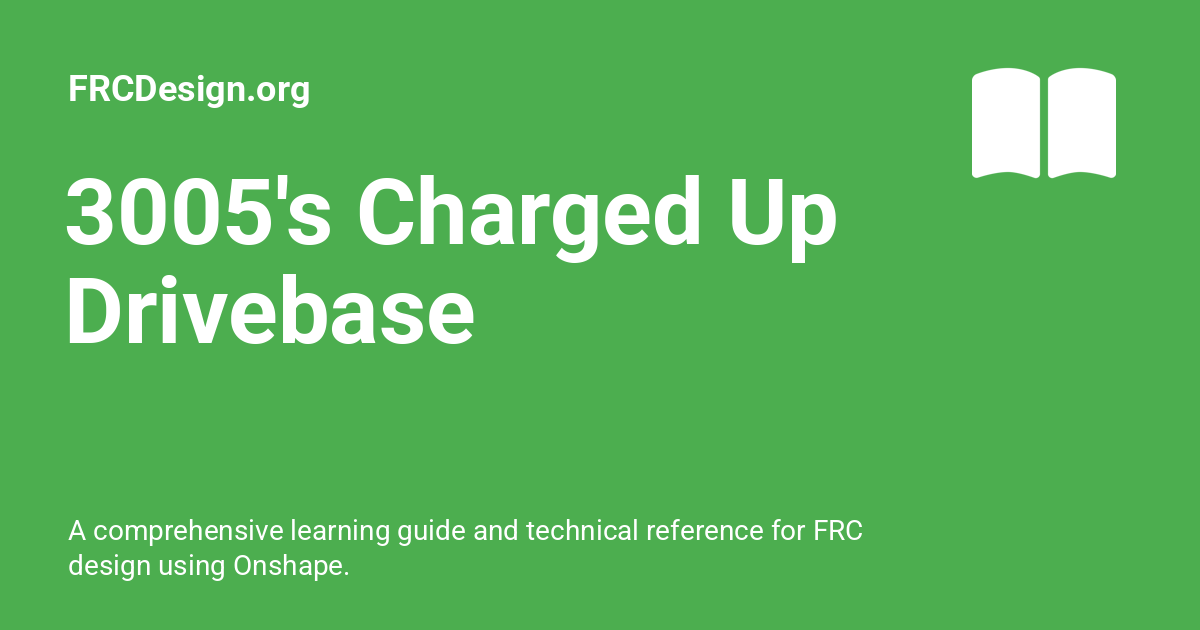 FRCDesign.org
3005's Charged Up
Drivebase
A comprehensive learning guide and technical reference for FRC
design using Onshape.